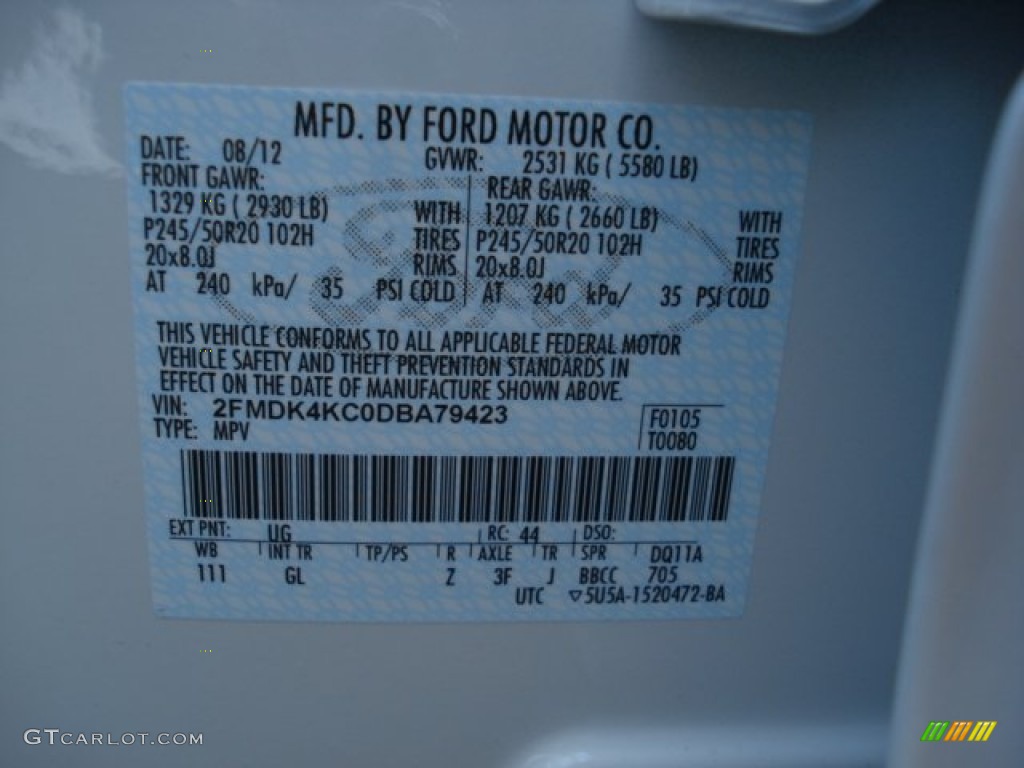 MFD. BY FORD MOTOR CO.
DATE: 08/12 GVWR: 2531 KG ( 5580 LB)
FRONT GAWR: REAR GAWR:
1329 KG ( 2930 LB) WITH 1207 KG ( 2660 LB) WITH
P245/50R20 102H TIRES P245/50R20 102H TIRES
20x8.0J RIMS 20x8.0J RIMS
AT 240 kPa/ 35 PSI COLD AT 240 kPa/ 35 PSI COLD
THIS VEHICLE CONFORMS TO ALL APPLICABLE FEDERAL MOTOR
VEHICLE SAFETY AND THEFT PREVENTION STANDARDS IN
EFFECT ON THE DATE OF MANUFACTURE SHOWN ABOVE.
VIN: 2FMDK4KC0DBA79423 F0105
TYPE: MPV T0080
EXT PNT: UG RC: 44 DSO:
WB INT TR TP/PS R AXLE TR SPR DQ11A
111 GL Z 3F J BBCC 705
UTC ▽5U5A-1520472-BA
Ford
GTCARLOT.COM